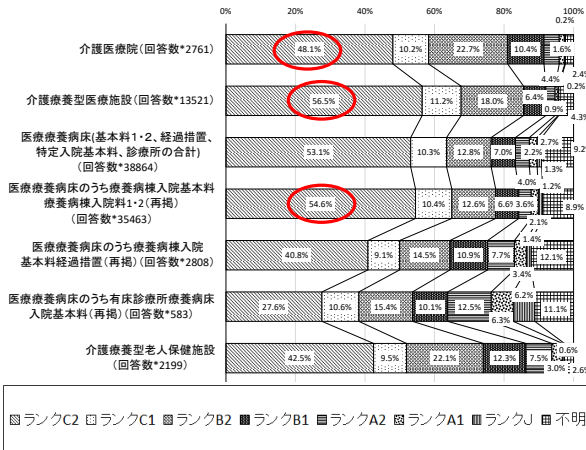 0% 20% 40% 60% 80% 100%
0.2%
介護医療院(回答数*2761)
48.1% 10.2% 22.7% 10.4% 1.6%
4.4% 2.4%
0.2%
介護療養型医療施設(回答数*13521)
56.5% 11.2% 18.0% 6.4% 0.9%
4.3%
医療療養病床(基本料1・2、経過措置、
特定入院基本料、診療所の合計)
(回答数*38864)
53.1% 10.3% 12.8% 7.0% 2.2% 2.7% 9.2%
1.3%
4.0% 1.2%
医療療養病床のうち療養病棟入院基本料
療養病棟入院料1・2(再掲)
(回答数*35463)
54.6% 10.4% 12.6% 6.6% 3.6% 8.9%
2.1%
1.4%
医療療養病床のうち療養病棟入院
基本料経過措置(再掲)(回答数*2808)
40.8% 9.1% 14.5% 10.9% 7.7% 12.1%
3.4%
医療療養病床のうち有床診療所療養病床
入院基本料(再掲)(回答数*583)
27.6% 10.6% 15.4% 10.1% 12.5% 6.2% 11.1%
6.3%
介護療養型老人保健施設
(回答数*2199)
42.5% 9.5% 22.1% 12.3% 7.5% 0.6%
3.0% 2.6%
ランクC2 ランクC1 ランクB2 ランクB1 ランクA2 ランクA1 ランクJ 不明